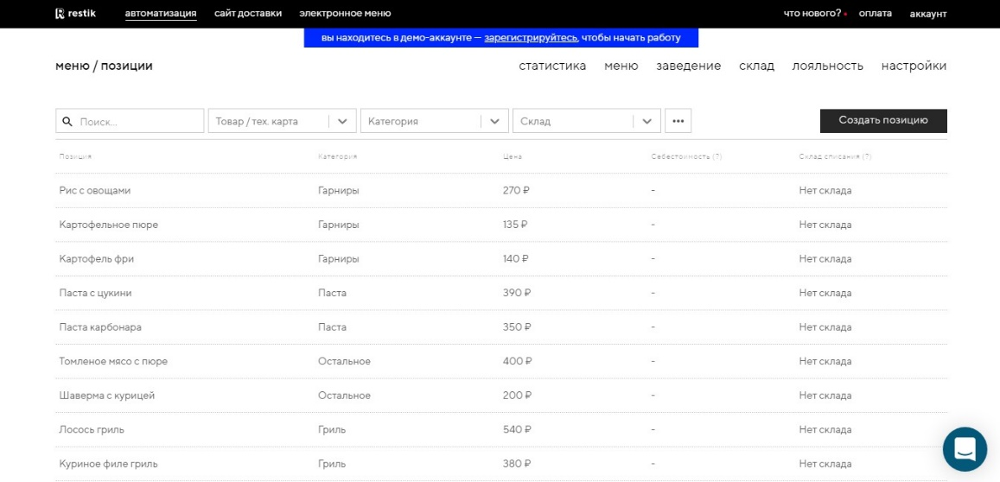 restik автоматизация сайт доставки электронное меню что нового? оплата аккаунт
вы находитесь в демо-аккаунте — зарегистрируйтесь, чтобы начать работу
меню / позиции статистика меню заведение склад лояльность настройки
Поиск... Товар / тех. карта Категория Склад ••• Создать позицию
Позиция Категория Цена Себестоимость (?) Склад списания (?)
Рис с овощами Гарниры 270 ₽ - Нет склада
Картофельное пюре Гарниры 135 ₽ - Нет склада
Картофель фри Гарниры 140 ₽ - Нет склада
Паста с цукини Паста 390 ₽ - Нет склада
Паста карбонара Паста 350 ₽ - Нет склада
Томленое мясо с пюре Остальное 400 ₽ - Нет склада
Шаверма с курицей Остальное 200 ₽ - Нет склада
Лосось гриль Гриль 540 ₽ - Нет склада
Куриное филе гриль Гриль 380 ₽ - Нет склада